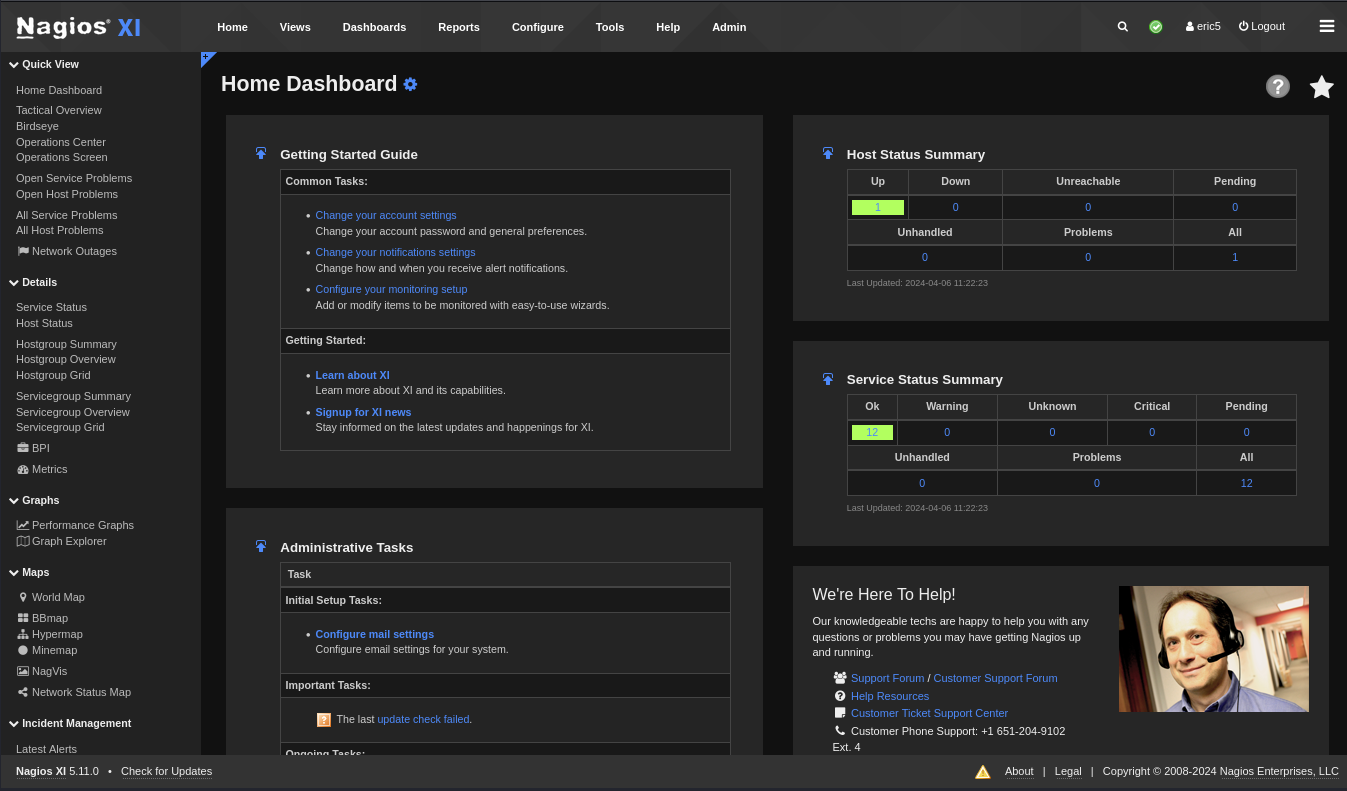 Nagios® XI
Home Views Dashboards Reports Configure Tools Help Admin
eric5 Logout
Quick View
Home Dashboard
Tactical Overview
Birdseye
Operations Center
Operations Screen
Open Service Problems
Open Host Problems
All Service Problems
All Host Problems
Network Outages
Details
Service Status
Host Status
Hostgroup Summary
Hostgroup Overview
Hostgroup Grid
Servicegroup Summary
Servicegroup Overview
Servicegroup Grid
BPI
Metrics
Graphs
Performance Graphs
Graph Explorer
Maps
World Map
BBmap
Hypermap
Minemap
NagVis
Network Status Map
Incident Management
Latest Alerts
Home Dashboard
Getting Started Guide
Common Tasks:
• Change your account settings
Change your account password and general preferences.
• Change your notifications settings
Change how and when you receive alert notifications.
• Configure your monitoring setup
Add or modify items to be monitored with easy-to-use wizards.
Getting Started:
• Learn about XI
Learn more about XI and its capabilities.
• Signup for XI news
Stay informed on the latest updates and happenings for XI.
Administrative Tasks
Task
Initial Setup Tasks:
• Configure mail settings
Configure email settings for your system.
Important Tasks:
? The last update check failed.
Ongoing Tasks:
?
Host Status Summary
Up Down Unreachable Pending
1 0 0 0
Unhandled Problems All
0 0 1
Last Updated: 2024-04-06 11:22:23
Service Status Summary
Ok Warning Unknown Critical Pending
12 0 0 0 0
Unhandled Problems All
0 0 12
Last Updated: 2024-04-06 11:22:23
We're Here To Help!
Our knowledgeable techs are happy to help you with any
questions or problems you may have getting Nagios up
and running.
Support Forum / Customer Support Forum
Help Resources
Customer Ticket Support Center
Customer Phone Support: +1 651-204-9102
Ext. 4
Nagios XI 5.11.0 • Check for Updates
About | Legal | Copyright © 2008-2024 Nagios Enterprises, LLC